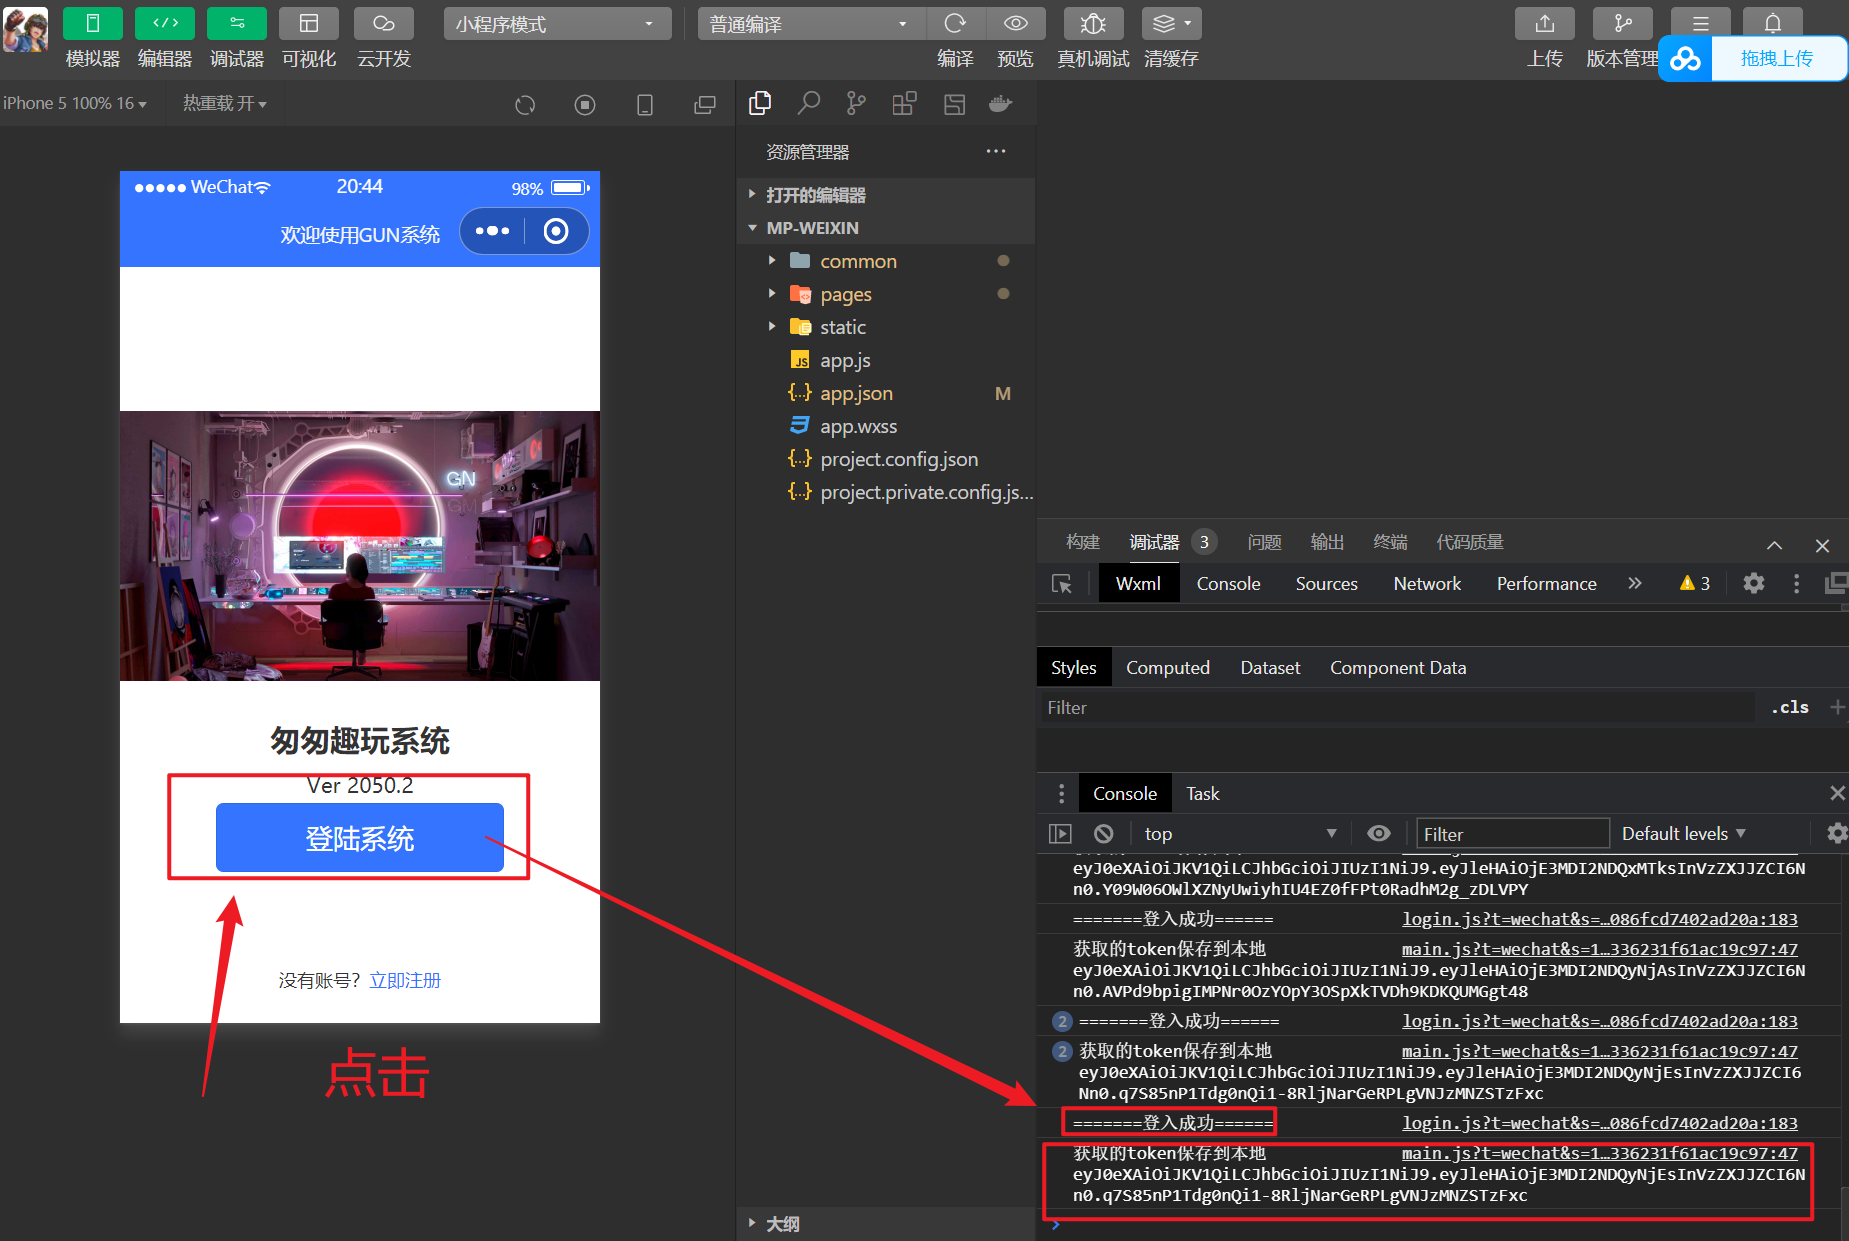 小程序模式
普通编译
模拟器
编辑器
调试器
可视化
云开发
编译
预览
真机调试
清缓存
上传
版本管理
拖拽上传
iPhone 5 100% 16
热重载 开
资源管理器
打开的编辑器
MP-WEIXIN
common
pages
static
JS app.js
{..} app.json M
app.wxss
{..} project.config.json
{..} project.private.config.js...
大纲
WeChat
20:44
98%
欢迎使用GUN系统
GN
GM
匆匆趣玩系统
Ver 2050.2
登陆系统
没有账号? 立即注册
点击
构建
调试器 3
问题
输出
终端
代码质量
Wxml
Console
Sources
Network
Performance
3
Styles
Computed
Dataset
Component Data
Filter
.cls
Console
Task
top
Filter
Default levels
eyJ0eXAiOiJKV1QiLCJhbGciOiJIUzI1NiJ9.eyJleHAiOjE3MDI2NDQxMTksInVzZXJJZCI6N
n0.Y09W06OWlXZNyUwiyhIU4EZ0fFPt0RadhM2g_zDLVPY
=======登入成功====== login.js?t=wechat&s=…086fcd7402ad20a:183
获取的token保存到本地 main.js?t=wechat&s=1…336231f61ac19c97:47
eyJ0eXAiOiJKV1QiLCJhbGciOiJIUzI1NiJ9.eyJleHAiOjE3MDI2NDQyNjAsInVzZXJJZCI6N
n0.AVPd9bpigIMPNr0OzYOpY3OSpXkTVDh9KDKQUMGgt48
2 =======登入成功====== login.js?t=wechat&s=…086fcd7402ad20a:183
2 获取的token保存到本地 main.js?t=wechat&s=1…336231f61ac19c97:47
eyJ0eXAiOiJKV1QiLCJhbGciOiJIUzI1NiJ9.eyJleHAiOjE3MDI2NDQyNjEsInVzZXJJZCI6
Nn0.q7S85nP1Tdg0nQi1-8RljNarGeRPLgVNJzMNZSTzFxc
=======登入成功====== login.js?t=wechat&s=…086fcd7402ad20a:183
获取的token保存到本地 main.js?t=wechat&s=1…336231f61ac19c97:47
eyJ0eXAiOiJKV1QiLCJhbGciOiJIUzI1NiJ9.eyJleHAiOjE3MDI2NDQyNjEsInVzZXJJZCI6N
n0.q7S85nP1Tdg0nQi1-8RljNarGeRPLgVNJzMNZSTzFxc